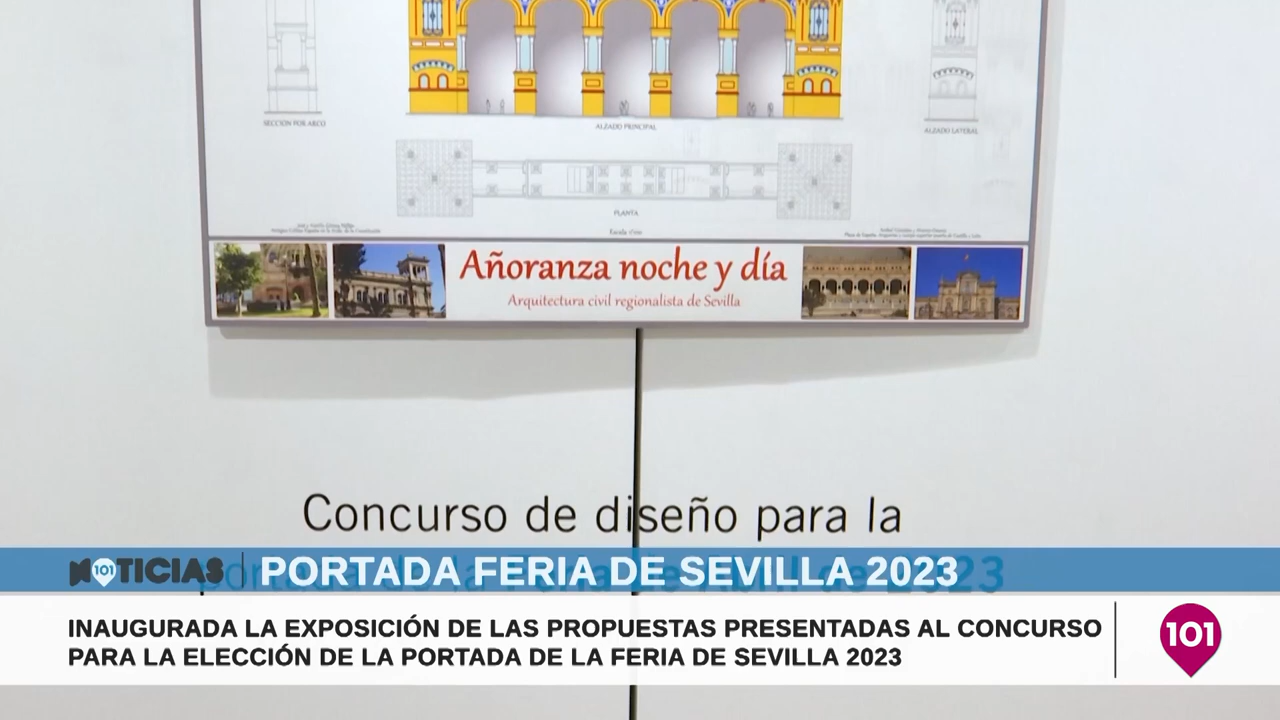 SECCION POR ARCO
ALZADO PRINCIPAL
ALZADO LATERAL
PLANTA
Añoranza noche y día
Arquitectura civil regionalista de Sevilla
Concurso de diseño para la
NOTICIAS 101
PORTADA FERIA DE SEVILLA 2023
INAUGURADA LA EXPOSICIÓN DE LAS PROPUESTAS PRESENTADAS AL CONCURSO
PARA LA ELECCIÓN DE LA PORTADA DE LA FERIA DE SEVILLA 2023
101